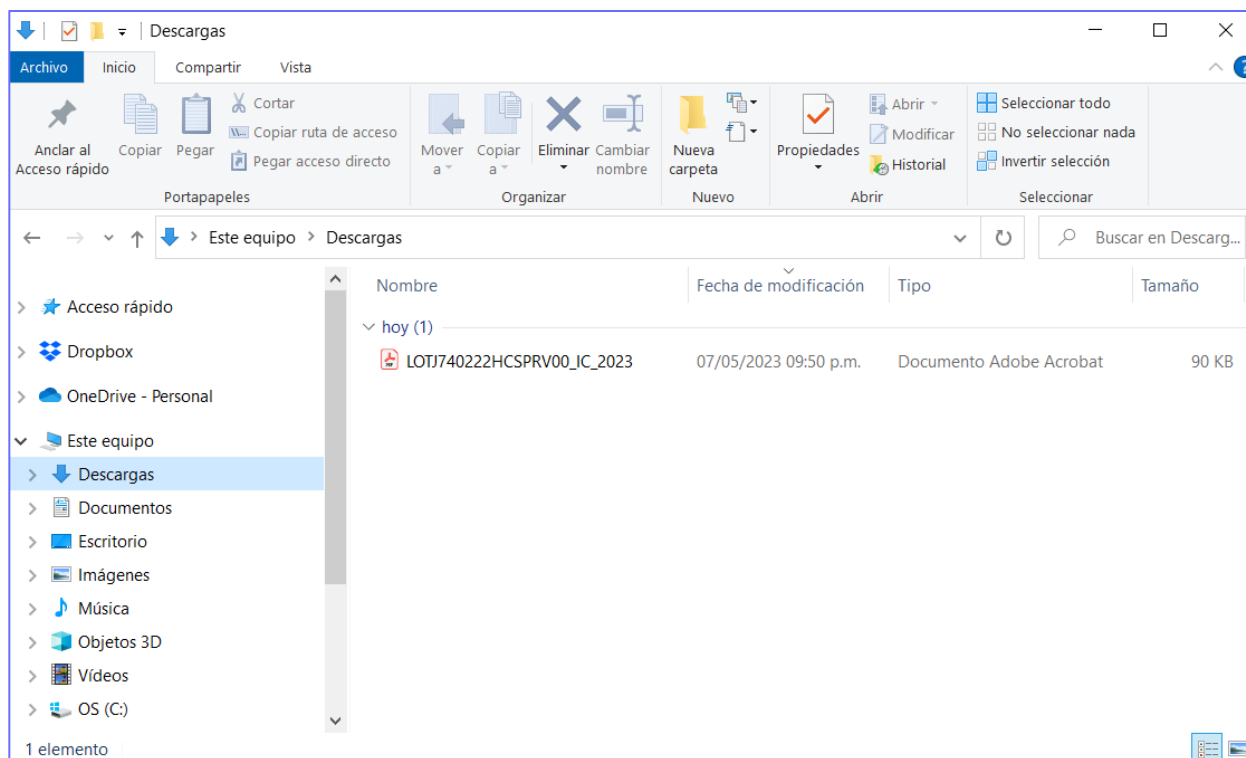 Descargas
Archivo Inicio Compartir Vista
Anclar al Acceso rápido
Copiar
Pegar
Cortar
Copiar ruta de acceso
Pegar acceso directo
Portapapeles
Mover a
Copiar a
Eliminar
Cambiar nombre
Organizar
Nueva carpeta
Nuevo
Propiedades
Abrir
Modificar
Historial
Abrir
Seleccionar todo
No seleccionar nada
Invertir selección
Seleccionar
Este equipo > Descargas
Buscar en Descarg...
Acceso rápido
Dropbox
OneDrive - Personal
Este equipo
Descargas
Documentos
Escritorio
Imágenes
Música
Objetos 3D
Vídeos
OS (C:)
Nombre Fecha de modificación Tipo Tamaño
hoy (1)
LOTJ740222HCSPRV00_IC_2023 07/05/2023 09:50 p.m. Documento Adobe Acrobat 90 KB
1 elemento